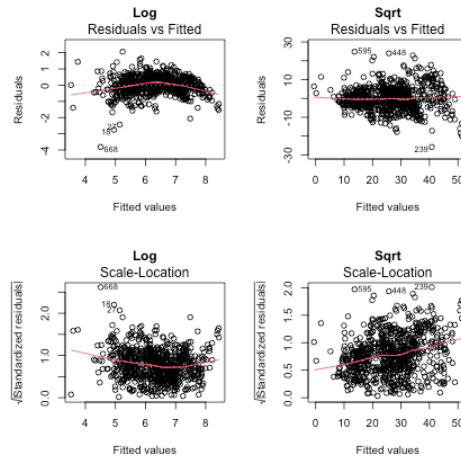 Log
Residuals vs Fitted
Residuals
2
0
-2
-4
27
18
668
4 5 6 7 8
Fitted values
Sqrt
Residuals vs Fitted
Residuals
30
10
-10
-30
595
448
239
0 10 20 30 40 50
Fitted values
Log
Scale-Location
√|Standardized residuals|
2.0
1.0
0.0
668
18
27
4 5 6 7 8
Fitted values
Sqrt
Scale-Location
√|Standardized residuals|
2.0
1.5
1.0
0.5
0.0
595
448
239
0 10 20 30 40 50
Fitted values